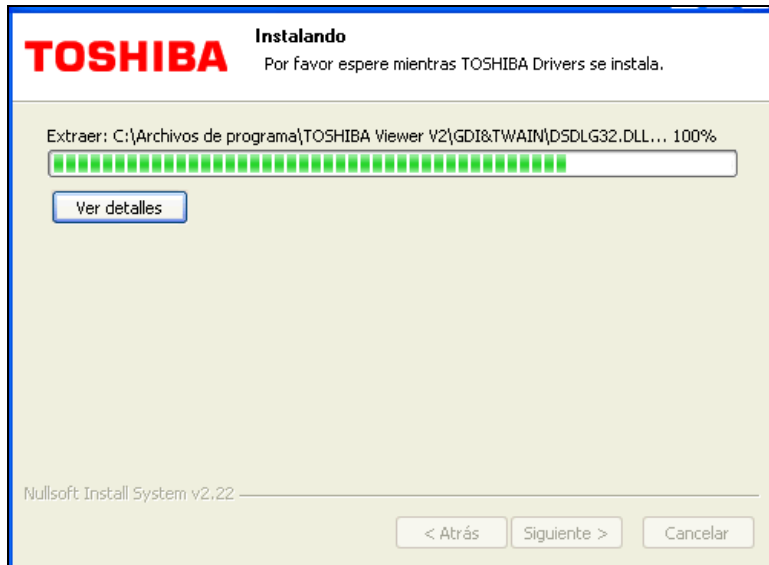 TOSHIBA
Instalando
Por favor espere mientras TOSHIBA Drivers se instala.
Extraer: C:\Archivos de programa\TOSHIBA Viewer V2\GDI&TWAIN\DSDLG32.DLL... 100%
Ver detalles
Nullsoft Install System v2.22
< Atrás
Siguiente >
Cancelar